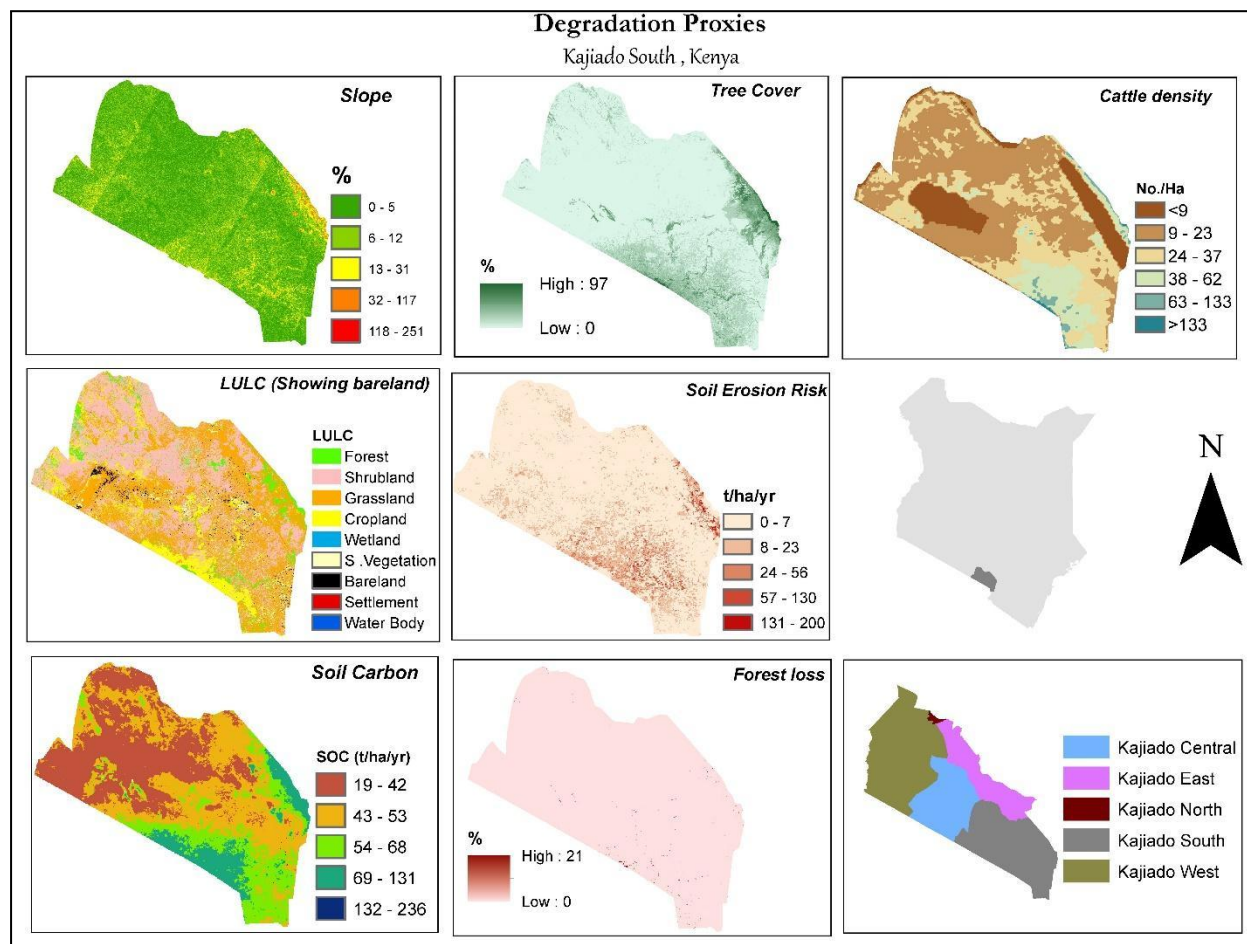 Degradation Proxies
Kajiado South , Kenya
Slope
%
0 - 5
6 - 12
13 - 31
32 - 117
118 - 251
Tree Cover
%
High : 97
Low : 0
Cattle density
No./Ha
<9
9 - 23
24 - 37
38 - 62
63 - 133
>133
LULC (Showing bareland)
LULC
Forest
Shrubland
Grassland
Cropland
Wetland
S .Vegetation
Bareland
Settlement
Water Body
Soil Erosion Risk
t/ha/yr
0 - 7
8 - 23
24 - 56
57 - 130
131 - 200
N
Soil Carbon
SOC (t/ha/yr)
19 - 42
43 - 53
54 - 68
69 - 131
132 - 236
Forest loss
%
High : 21
Low : 0
Kajiado Central
Kajiado East
Kajiado North
Kajiado South
Kajiado West